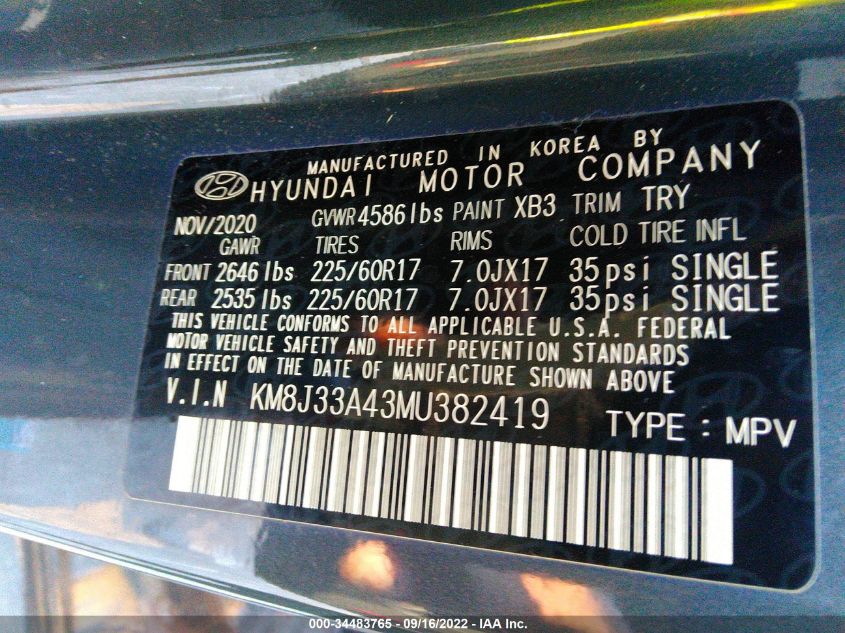 MANUFACTURED IN KOREA BY
HYUNDAI MOTOR COMPANY
NOV/2020 GVWR 4586 lbs PAINT XB3 TRIM TRY
GAWR TIRES RIMS COLD TIRE INFL
FRONT 2646 lbs 225/60R17 7.0JX17 35psi SINGLE
REAR 2535 lbs 225/60R17 7.0JX17 35psi SINGLE
THIS VEHICLE CONFORMS TO ALL APPLICABLE U.S.A. FEDERAL
MOTOR VEHICLE SAFETY AND THEFT PREVENTION STANDARDS
IN EFFECT ON THE DATE OF MANUFACTURE SHOWN ABOVE
V.I.N KM8J33A43MU382419 TYPE : MPV
000-34483765 - 09/16/2022 - IAA Inc.